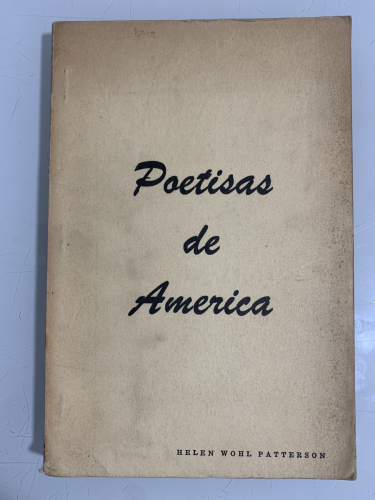 Poetisas
de
America
HELEN WOHL PATTERSON